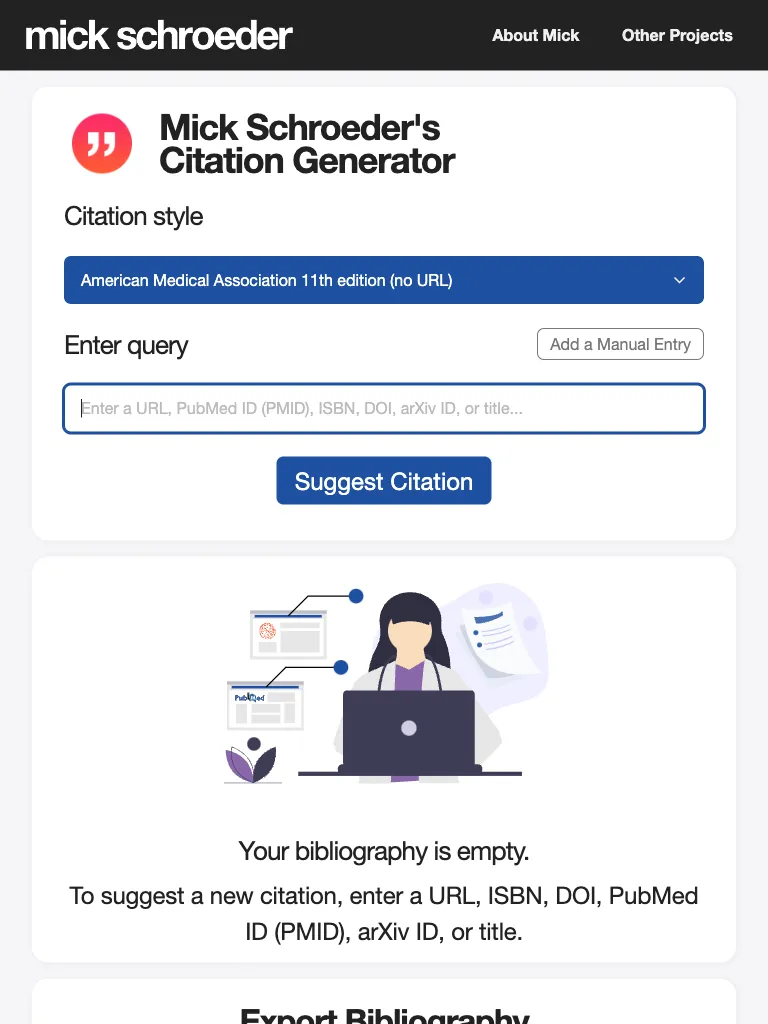 mick schroeder
About Mick
Other Projects
Mick Schroeder's
Citation Generator
Citation style
American Medical Association 11th edition (no URL)
Enter query
Add a Manual Entry
Enter a URL, PubMed ID (PMID), ISBN, DOI, arXiv ID, or title...
Suggest Citation
PubMed
Your bibliography is empty.
To suggest a new citation, enter a URL, ISBN, DOI, PubMed
ID (PMID), arXiv ID, or title.
Export Bibliography